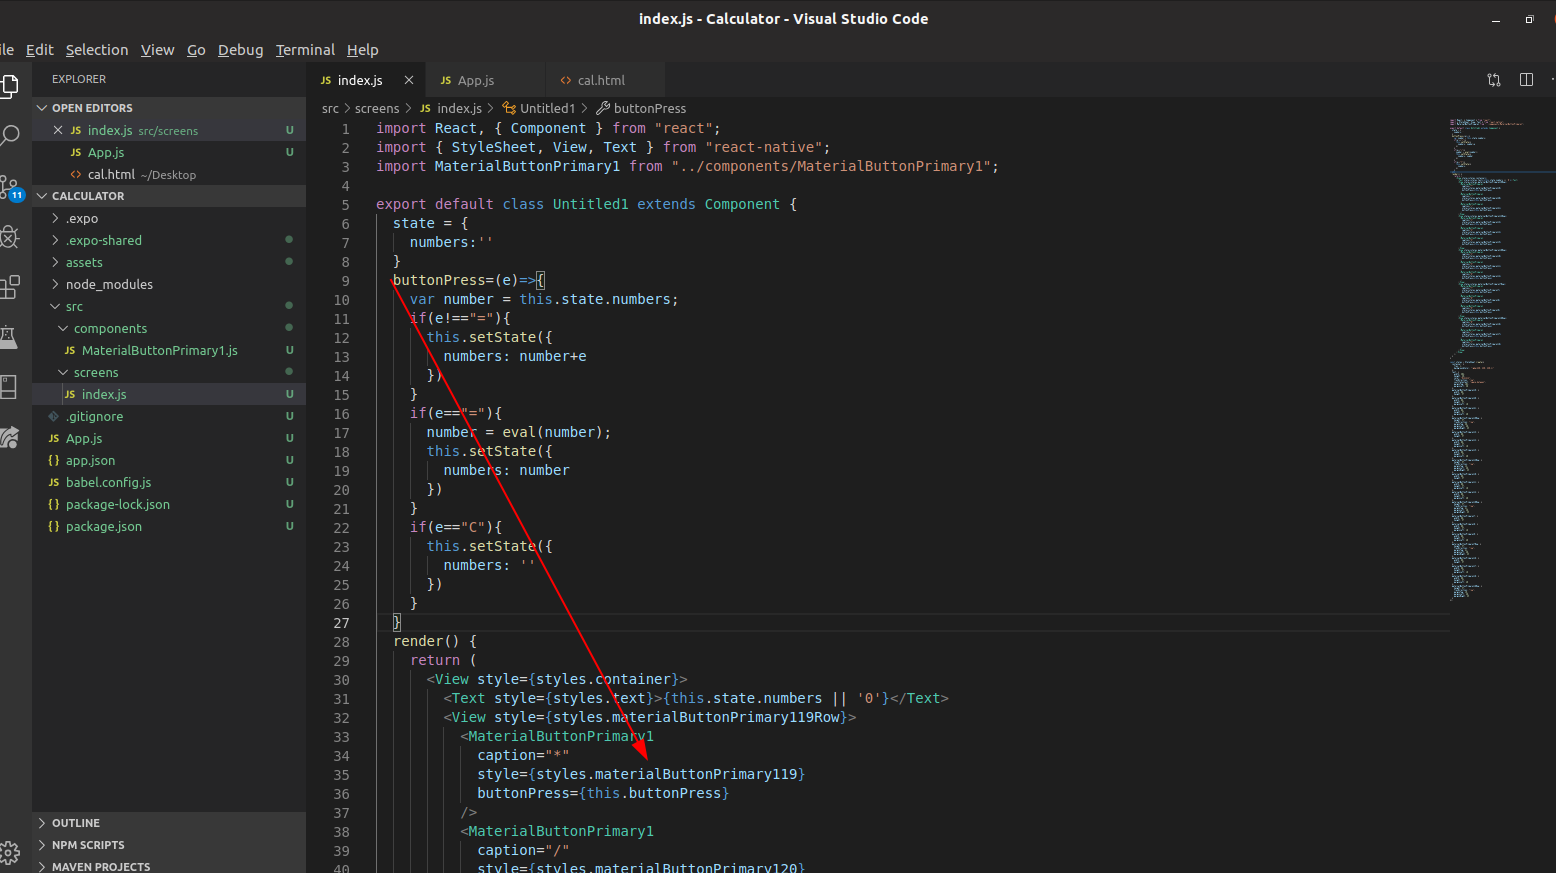 index.js - Calculator - Visual Studio Code
ile Edit Selection View Go Debug Terminal Help
EXPLORER
OPEN EDITORS
JS index.js src/screens U
JS App.js U
<> cal.html ~/Desktop
11
CALCULATOR
.expo
.expo-shared
assets
node_modules
src
components
JS MaterialButtonPrimary1.js U
screens
JS index.js U
.gitignore U
JS App.js U
{} app.json U
JS babel.config.js U
{} package-lock.json U
{} package.json U
OUTLINE
NPM SCRIPTS
MAVEN PROJECTS
JS index.js
JS App.js
<> cal.html
src > screens > JS index.js > Untitled1 > buttonPress
1 import React, { Component } from "react";
2 import { StyleSheet, View, Text } from "react-native";
3 import MaterialButtonPrimary1 from "../components/MaterialButtonPrimary1";
4
5 export default class Untitled1 extends Component {
6 state = {
7 numbers:''
8 }
9 buttonPress=(e)=>{
10 var number = this.state.numbers;
11 if(e!=="="){
12 this.setState({
13 numbers: number+e
14 })
15 }
16 if(e=="="){
17 number = eval(number);
18 this.setState({
19 numbers: number
20 })
21 }
22 if(e=="C"){
23 this.setState({
24 numbers: ''
25 })
26 }
27 }
28 render() {
29 return (
30 <View style={styles.container}>
31 <Text style={styles.text}>{this.state.numbers || '0'}</Text>
32 <View style={styles.materialButtonPrimary119Row}>
33 <MaterialButtonPrimary1
34 caption="*"
35 style={styles.materialButtonPrimary119}
36 buttonPress={this.buttonPress}
37 />
38 <MaterialButtonPrimary1
39 caption="/"
40 style={styles.materialButtonPrimary120}